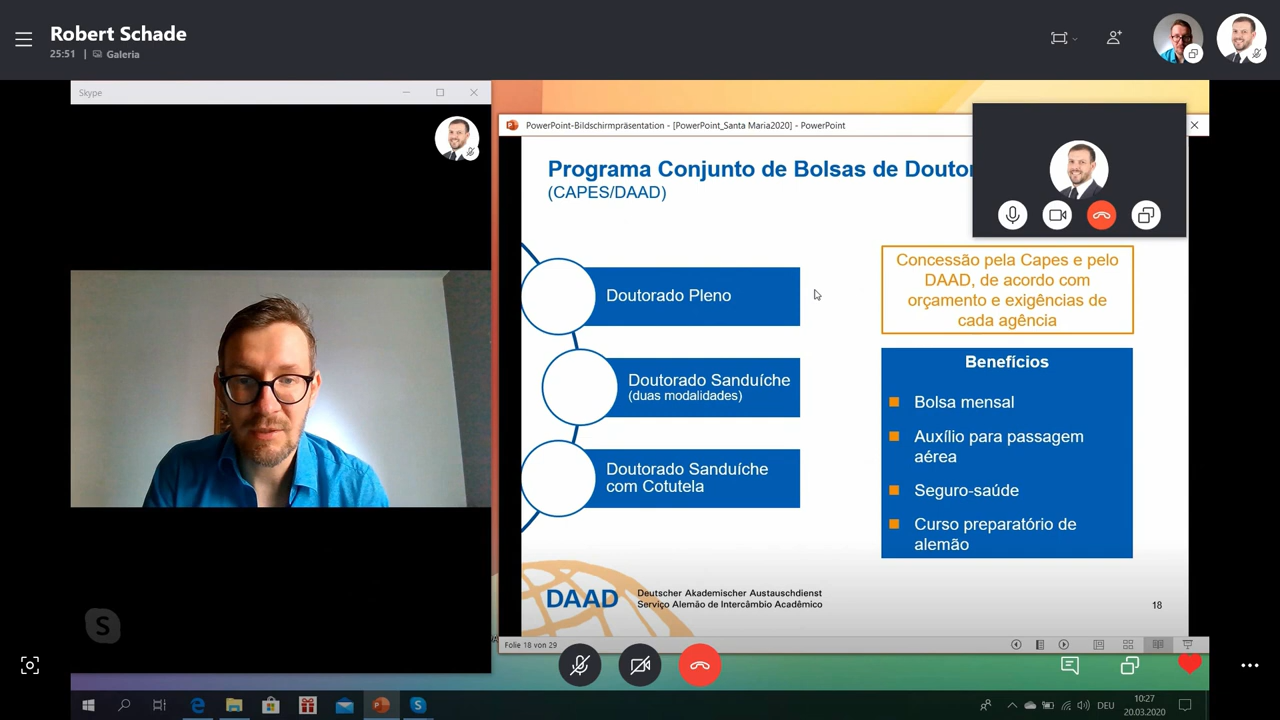 Robert Schade
25:51 | Galeria
Skype
PowerPoint-Bildschirmpräsentation - [PowerPoint_Santa Maria2020] - PowerPoint
Programa Conjunto de Bolsas de
(CAPES/DAAD)
Doutorado Pleno
Doutorado Sanduíche
(duas modalidades)
Doutorado Sanduíche
com Cotutela
Concessão pela Capes e pelo
DAAD, de acordo com
orçamento e exigências de
cada agência
Benefícios
Bolsa mensal
Auxílio para passagem
aérea
Seguro-saúde
Curso preparatório de
alemão
DAAD
Deutscher Akademischer Austauschdienst
Serviço Alemão de Intercâmbio Acadêmico
18
Folie 18 von 29
S
DEU
10:27
20.03.2020